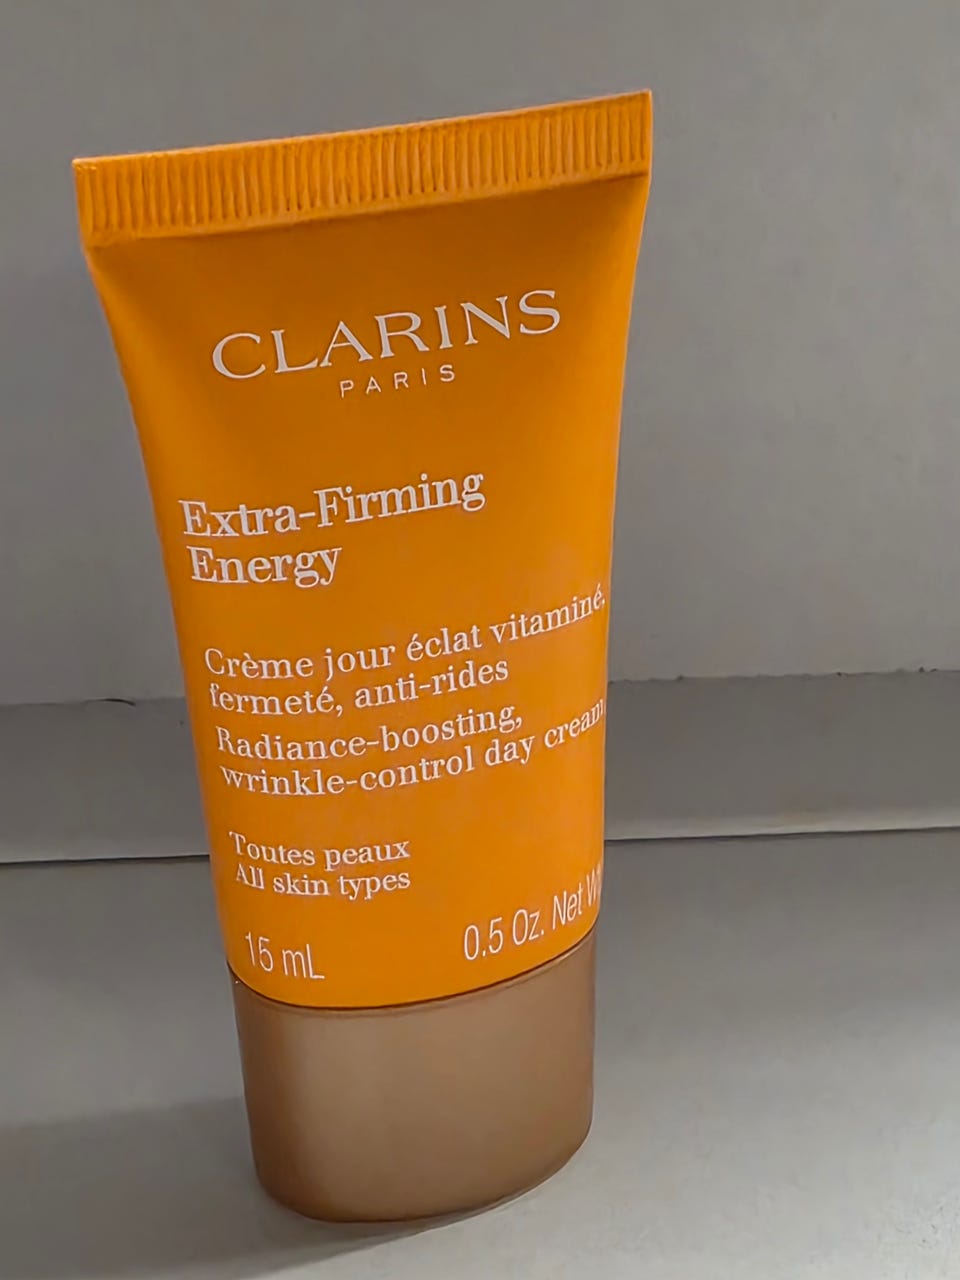 CLARINS
PARIS
Extra-Firming
Energy
Crème jour éclat vitaminé,
fermeté, anti-rides
Radiance-boosting,
wrinkle-control day cream
Toutes peaux
All skin types
15 mL
0.5 Oz. Net